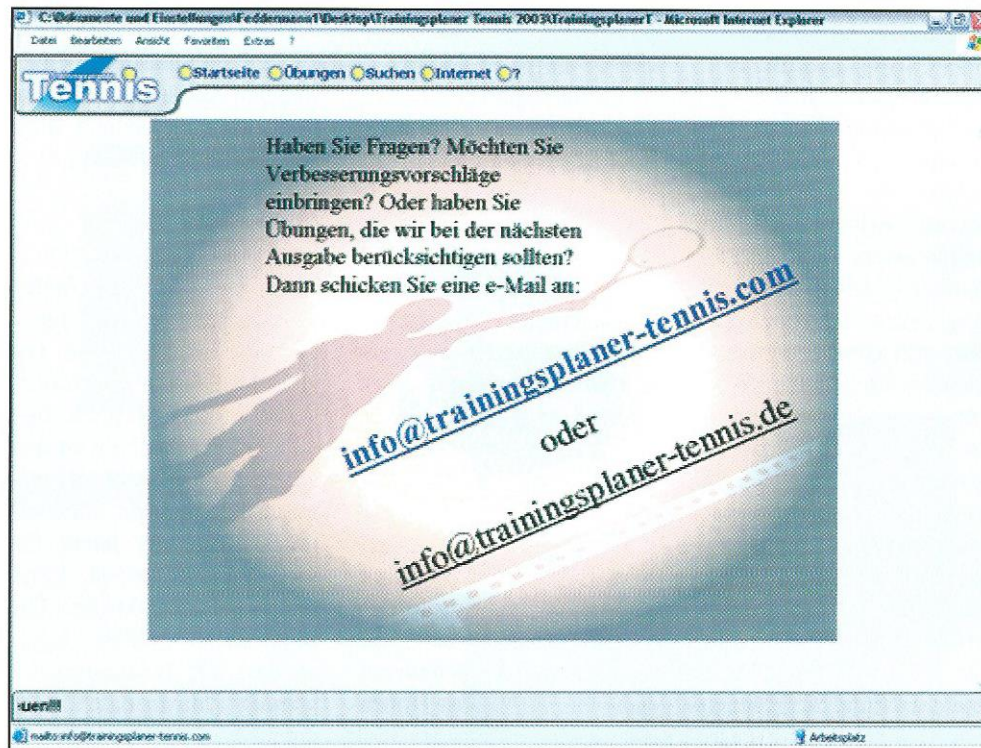 C:\Dokumente und Einstellungen\Feddermann1\Desktop\Trainingsplaner Tennis 2003\TrainingsplanerT - Microsoft Internet Explorer
Datei Bearbeiten Ansicht Favoriten Extras ?
Tennis
Startseite Übungen Suchen Internet ?
Haben Sie Fragen? Möchten Sie
Verbesserungsvorschläge
einbringen? Oder haben Sie
Übungen, die wir bei der nächsten
Ausgabe berücksichtigen sollten?
Dann schicken Sie eine e-Mail an:
info@trainingsplaner-tennis.com
oder
info@trainingsplaner-tennis.de
uen!!!
mailto:info@trainingsplaner-tennis.com
Arbeitsplatz